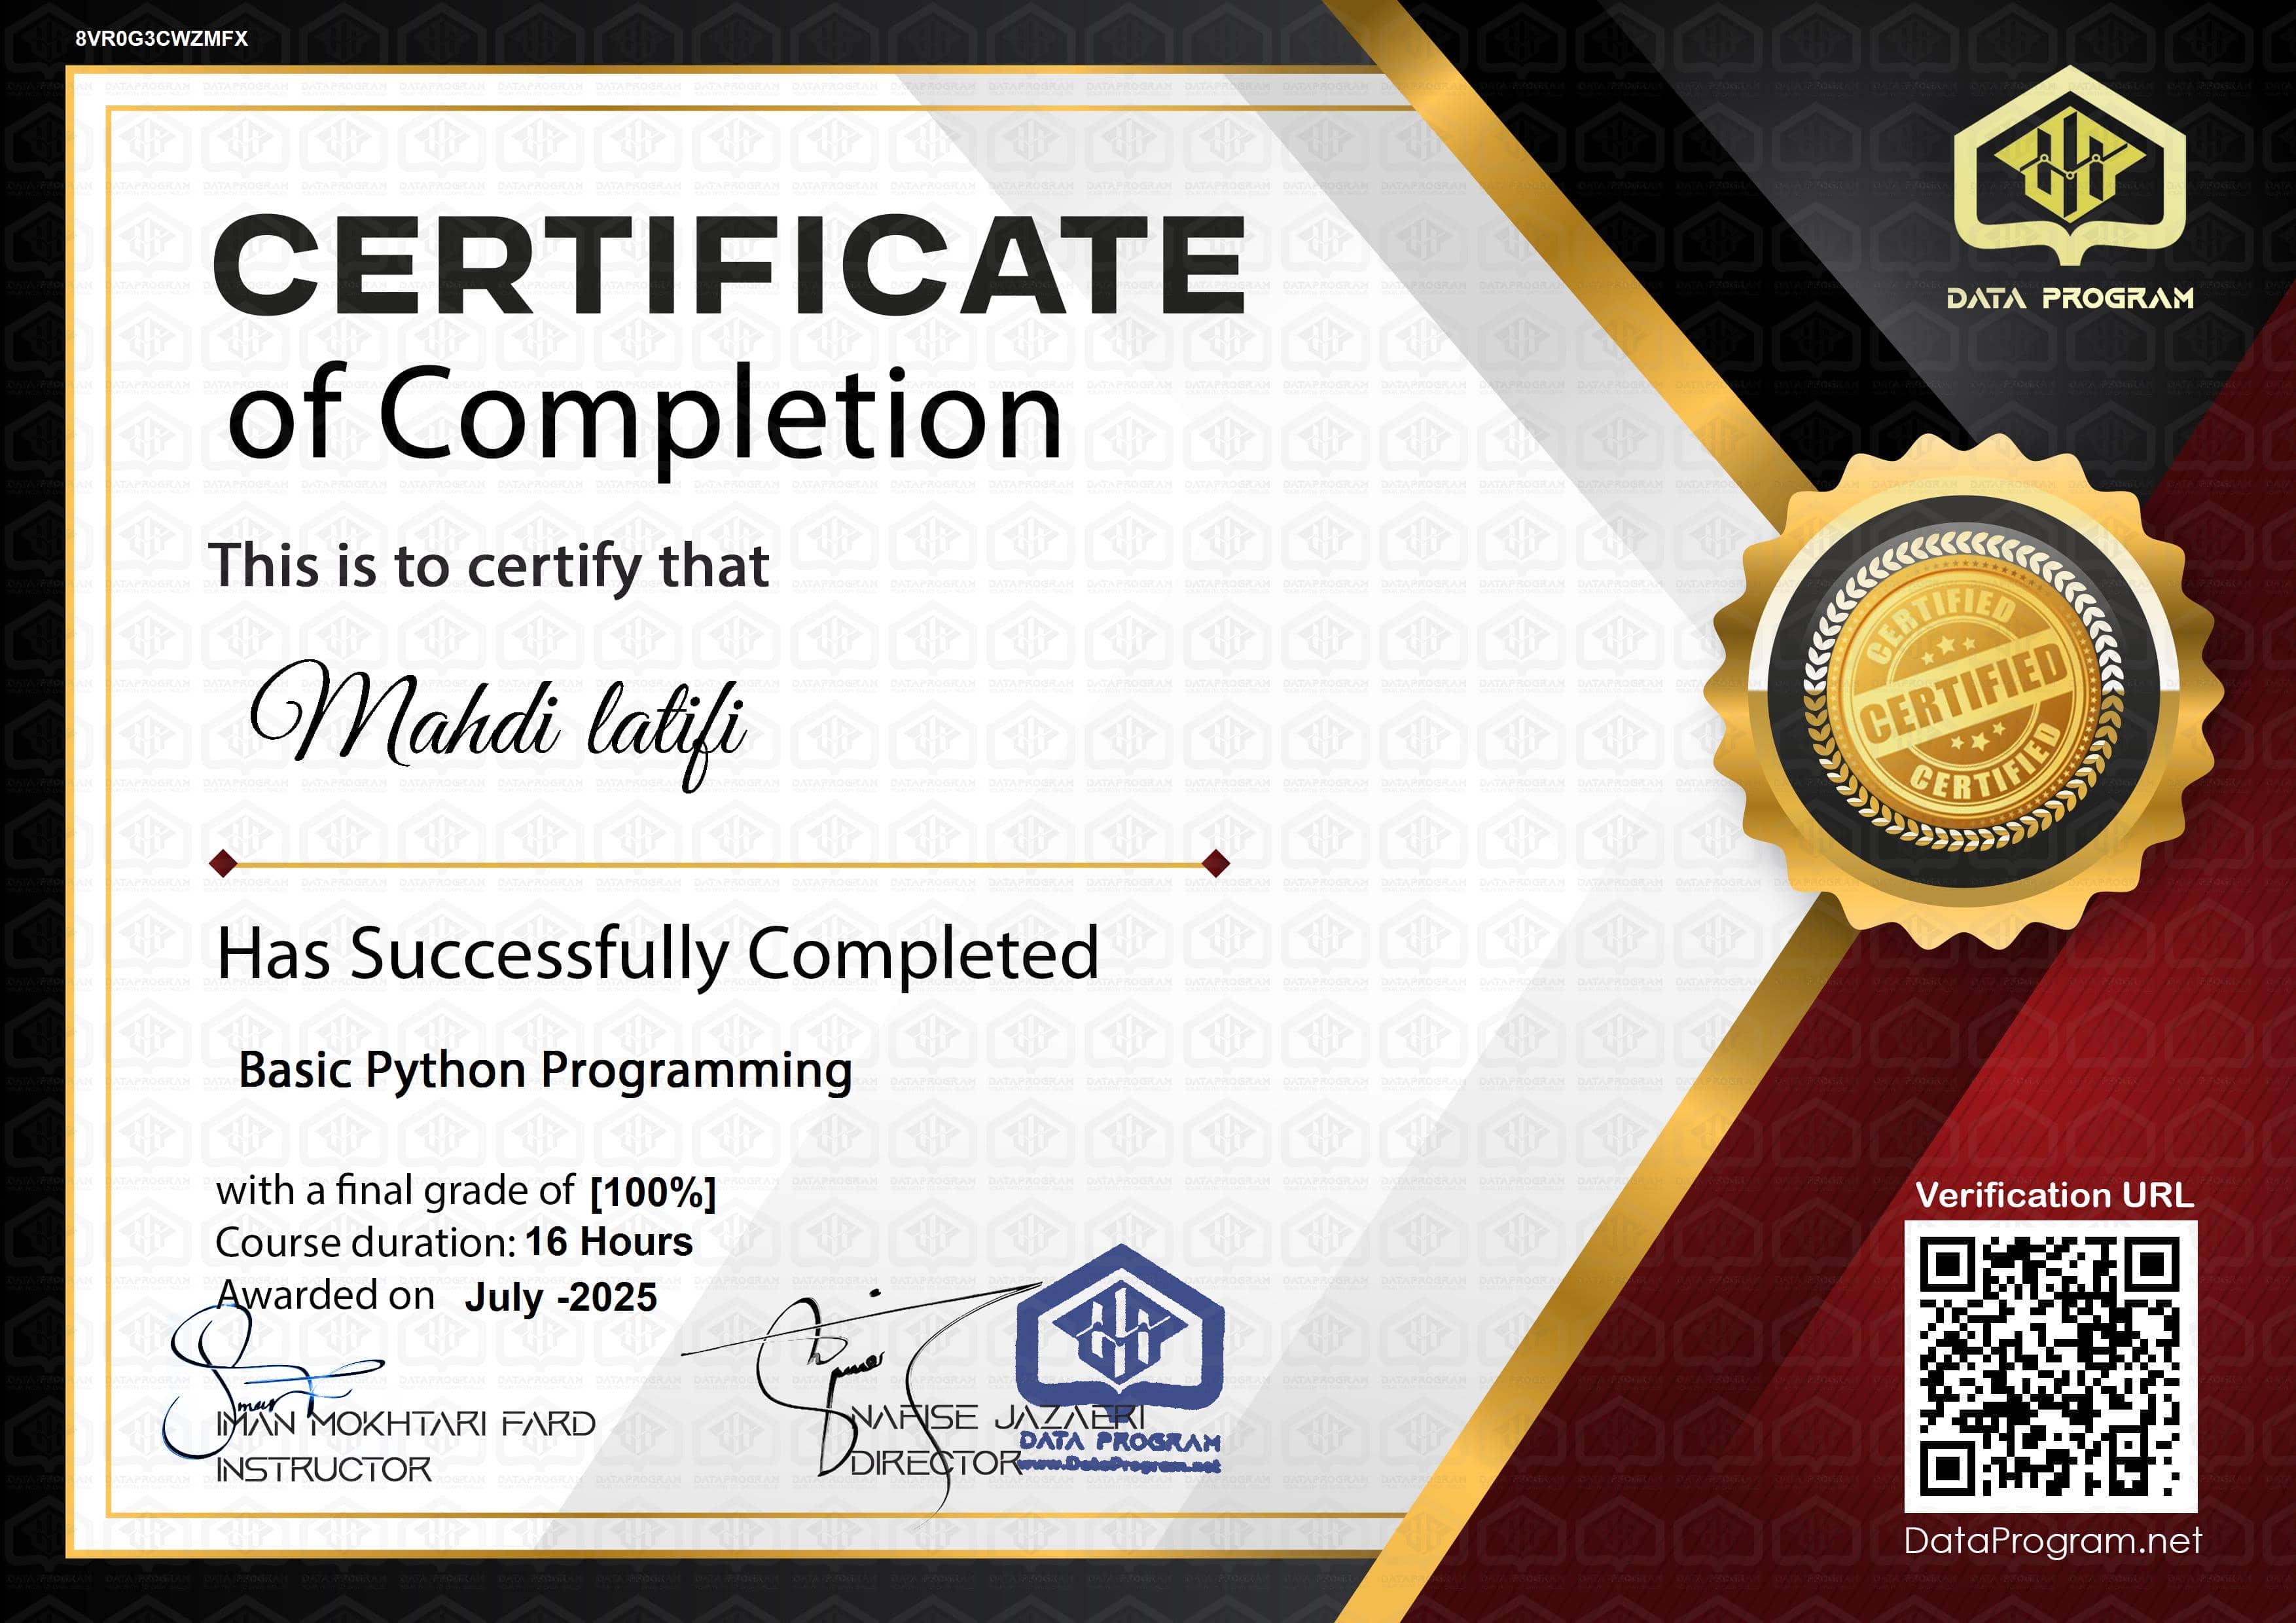 8VR0G3CWZMFX
DATA PROGRAM
CERTIFICATE
of Completion
This is to certify that
Mahdi latifi
CERTIFIED
CERTIFIED
CERTIFIED
Has Successfully Completed
Basic Python Programming
with a final grade of [100%]
Course duration: 16 Hours
Awarded on July -2025
IMAN MOKHTARI FARD
INSTRUCTOR
NAFISE JAZAERI
DIRECTOR
DATA PROGRAM
www.DataProgram.net
Verification URL
DataProgram.net